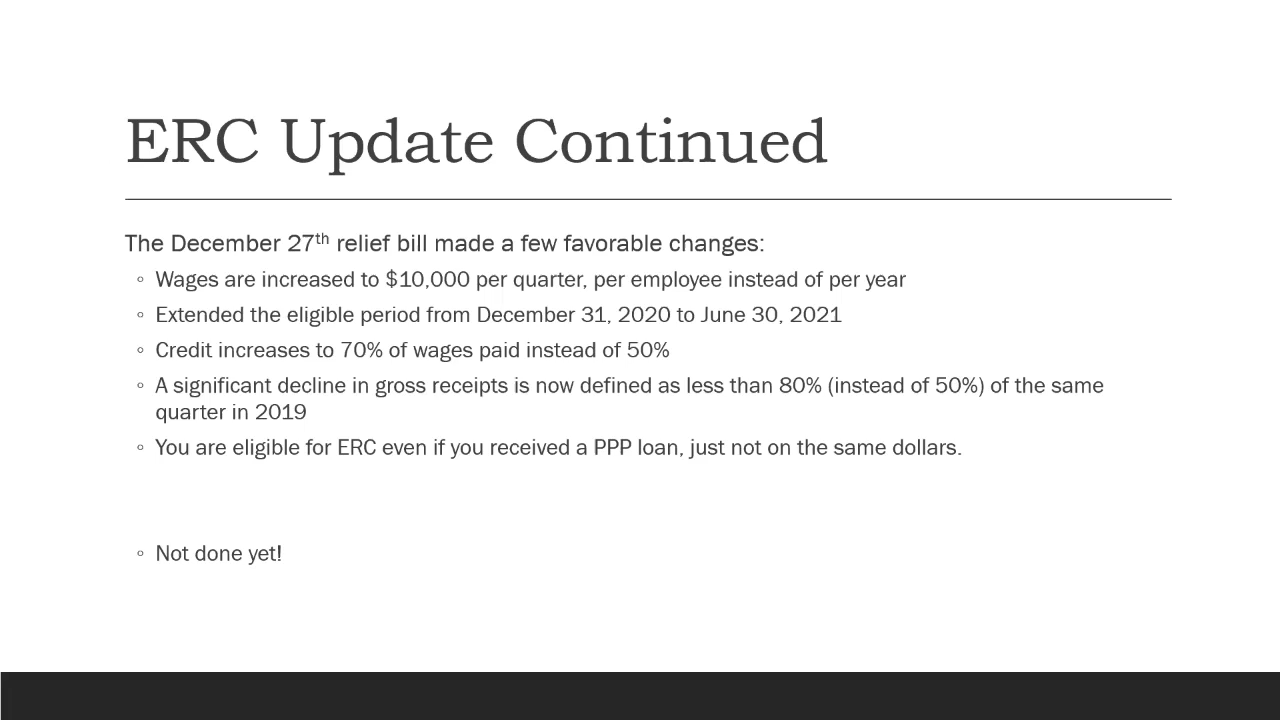 ERC Update Continued
The December 27th relief bill made a few favorable changes:
◦ Wages are increased to $10,000 per quarter, per employee instead of per year
◦ Extended the eligible period from December 31, 2020 to June 30, 2021
◦ Credit increases to 70% of wages paid instead of 50%
◦ A significant decline in gross receipts is now defined as less than 80% (instead of 50%) of the same
quarter in 2019
◦ You are eligible for ERC even if you received a PPP loan, just not on the same dollars.
◦ Not done yet!